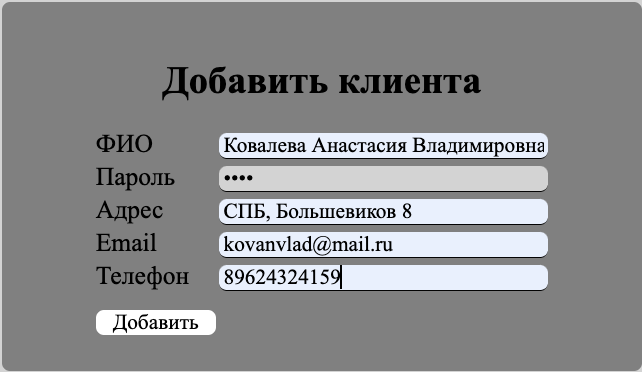 Добавить клиента
ФИО Ковалева Анастасия Владимировна
Пароль ••••
Адрес СПБ, Большевиков 8
Email kovanvlad@mail.ru
Телефон 89624324159
Добавить